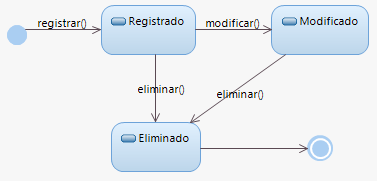 registrar()
Registrado
modificar()
Modificado
eliminar()
eliminar()
Eliminado